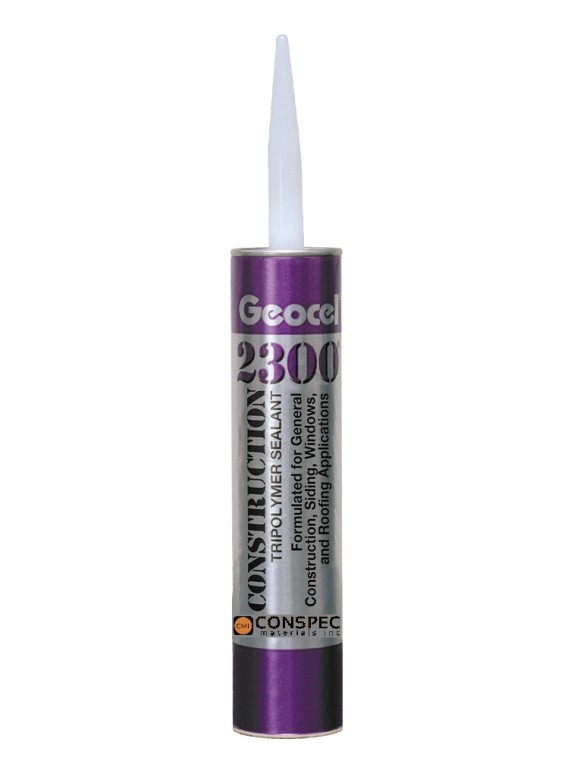 Geocel
2300®
CONSTRUCTION
TRIPOLYMER SEALANT
Formulated for General
Construction, Siding, Windows,
and Roofing Applications
CMI CONSPEC
materials inc